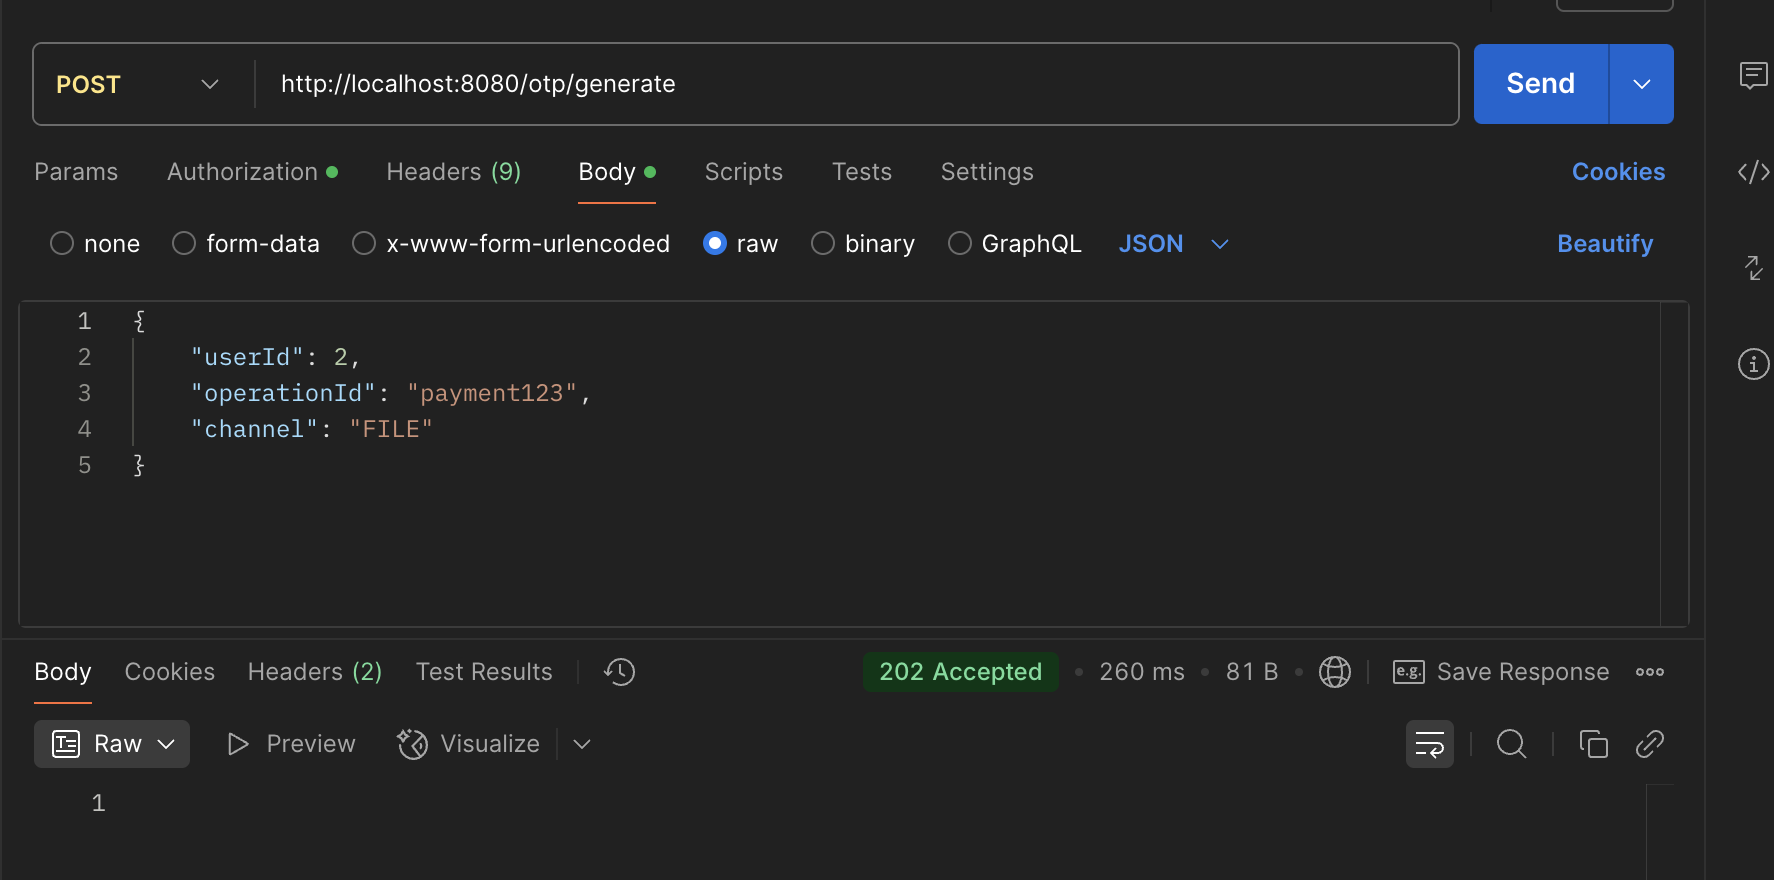 POST http://localhost:8080/otp/generate Send
Params Authorization Headers (9) Body Scripts Tests Settings Cookies
none form-data x-www-form-urlencoded raw binary GraphQL JSON Beautify
1 {
2 "userId": 2,
3 "operationId": "payment123",
4 "channel": "FILE"
5 }
Body Cookies Headers (2) Test Results 202 Accepted • 260 ms • 81 B • e.g. Save Response
Raw Preview Visualize
1